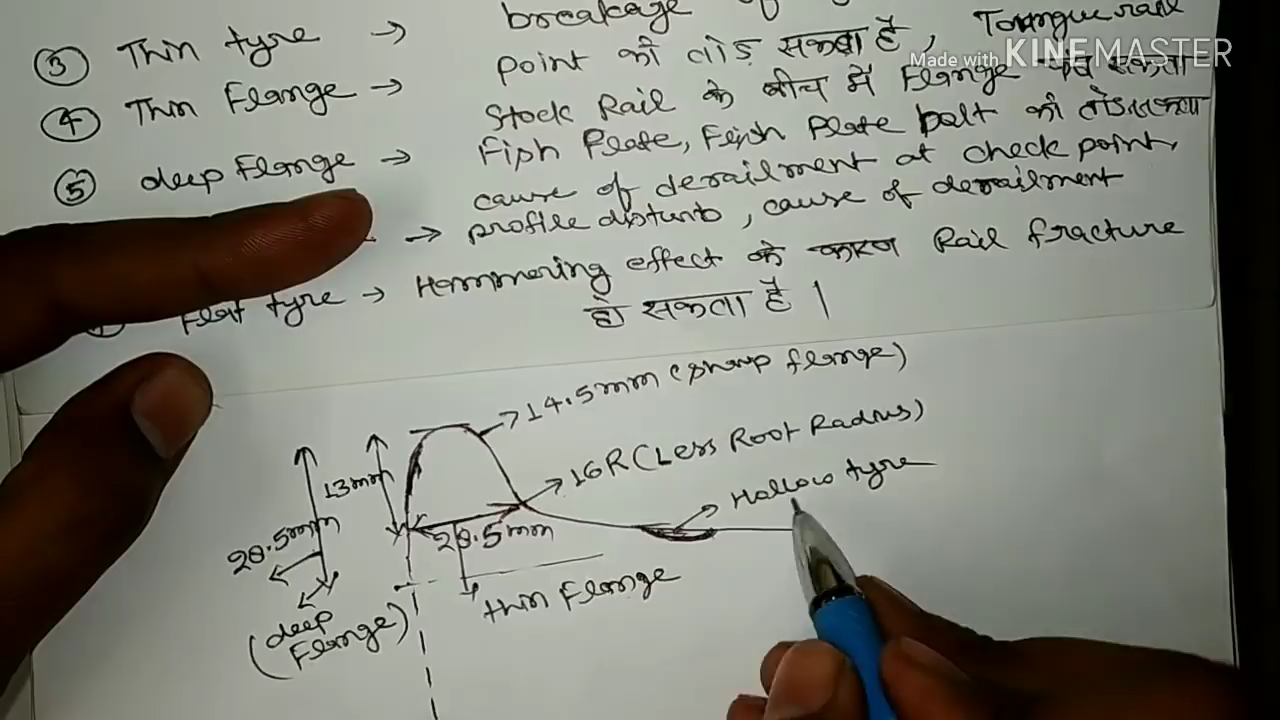 breakage
③ Thin tyre → point को तोड़ सकता है, Tongue rail
④ Thin Flange → Stock Rail के बीच में Flange फंस सकता
⑤ deep Flange → Fiph Plate, Fiph Plate bolt को तोड़ सकता
cause of derailment at check point,
→ profile disturb, cause of derailment
Flat tyre → Hammering effect के कारण Rail fracture
हो सकता है।
14.5mm (sharp flange)
16R (Less Root Radius)
Hollow tyre
13mm
28.5mm
28.5mm
thin Flange
(deep Flange)
Made with KINEMASTER